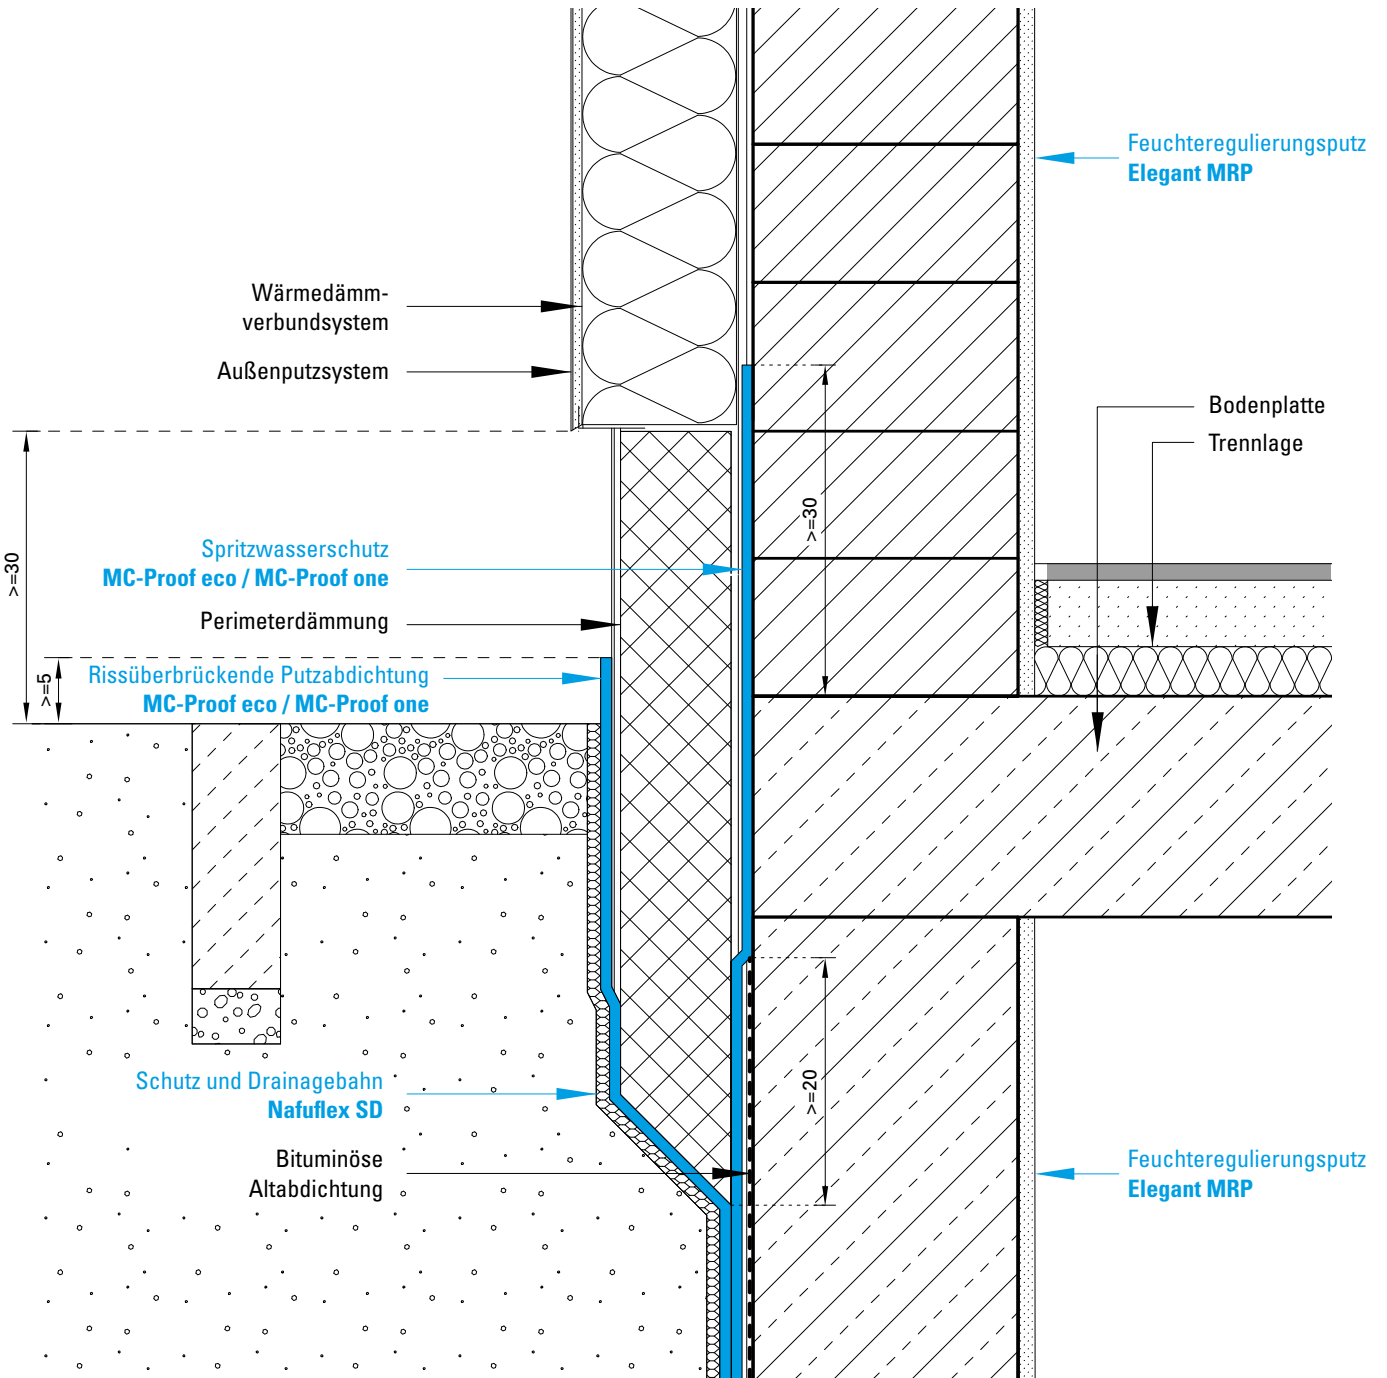 Feuchteregulierungsputz
Elegant MRP
Wärmedämm-
verbundsystem
Außenputzsystem
Bodenplatte
Trennlage
>=30
>=30
Spritzwasserschutz
MC-Proof eco / MC-Proof one
Perimeterdämmung
>=5
Rissüberbrückende Putzabdichtung
MC-Proof eco / MC-Proof one
Schutz und Drainagebahn
Nafuflex SD
>=20
Bituminöse
Altabdichtung
Feuchteregulierungsputz
Elegant MRP